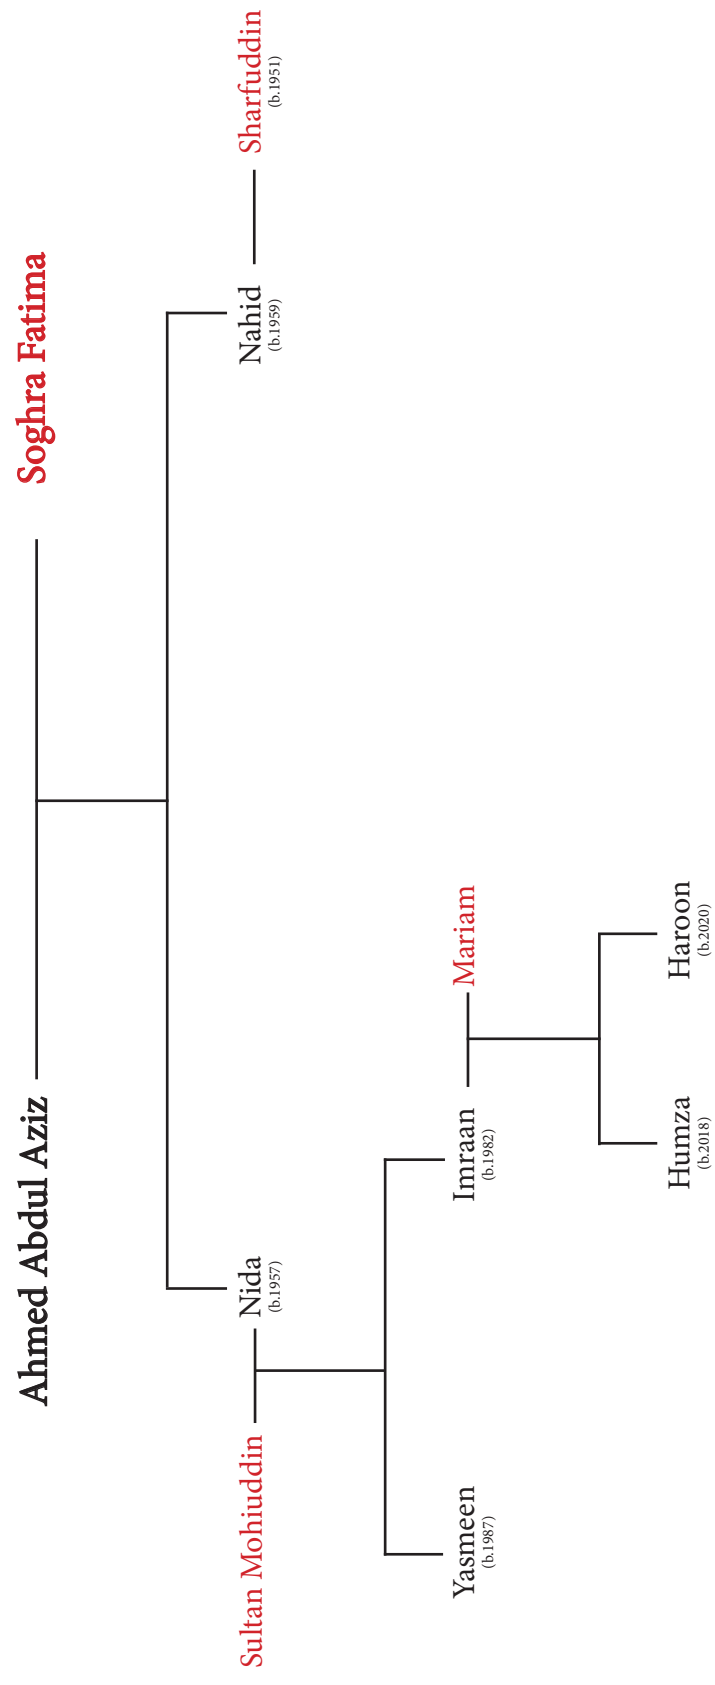 Ahmed Abdul Aziz
Soghra Fatima
Sultan Mohiuddin
Nida
(b.1957)
Nahid
(b.1959)
Sharfuddin
(b.1951)
Yasmeen
(b.1987)
Imraan
(b.1982)
Mariam
Humza
(b.2018)
Haroon
(b.2020)